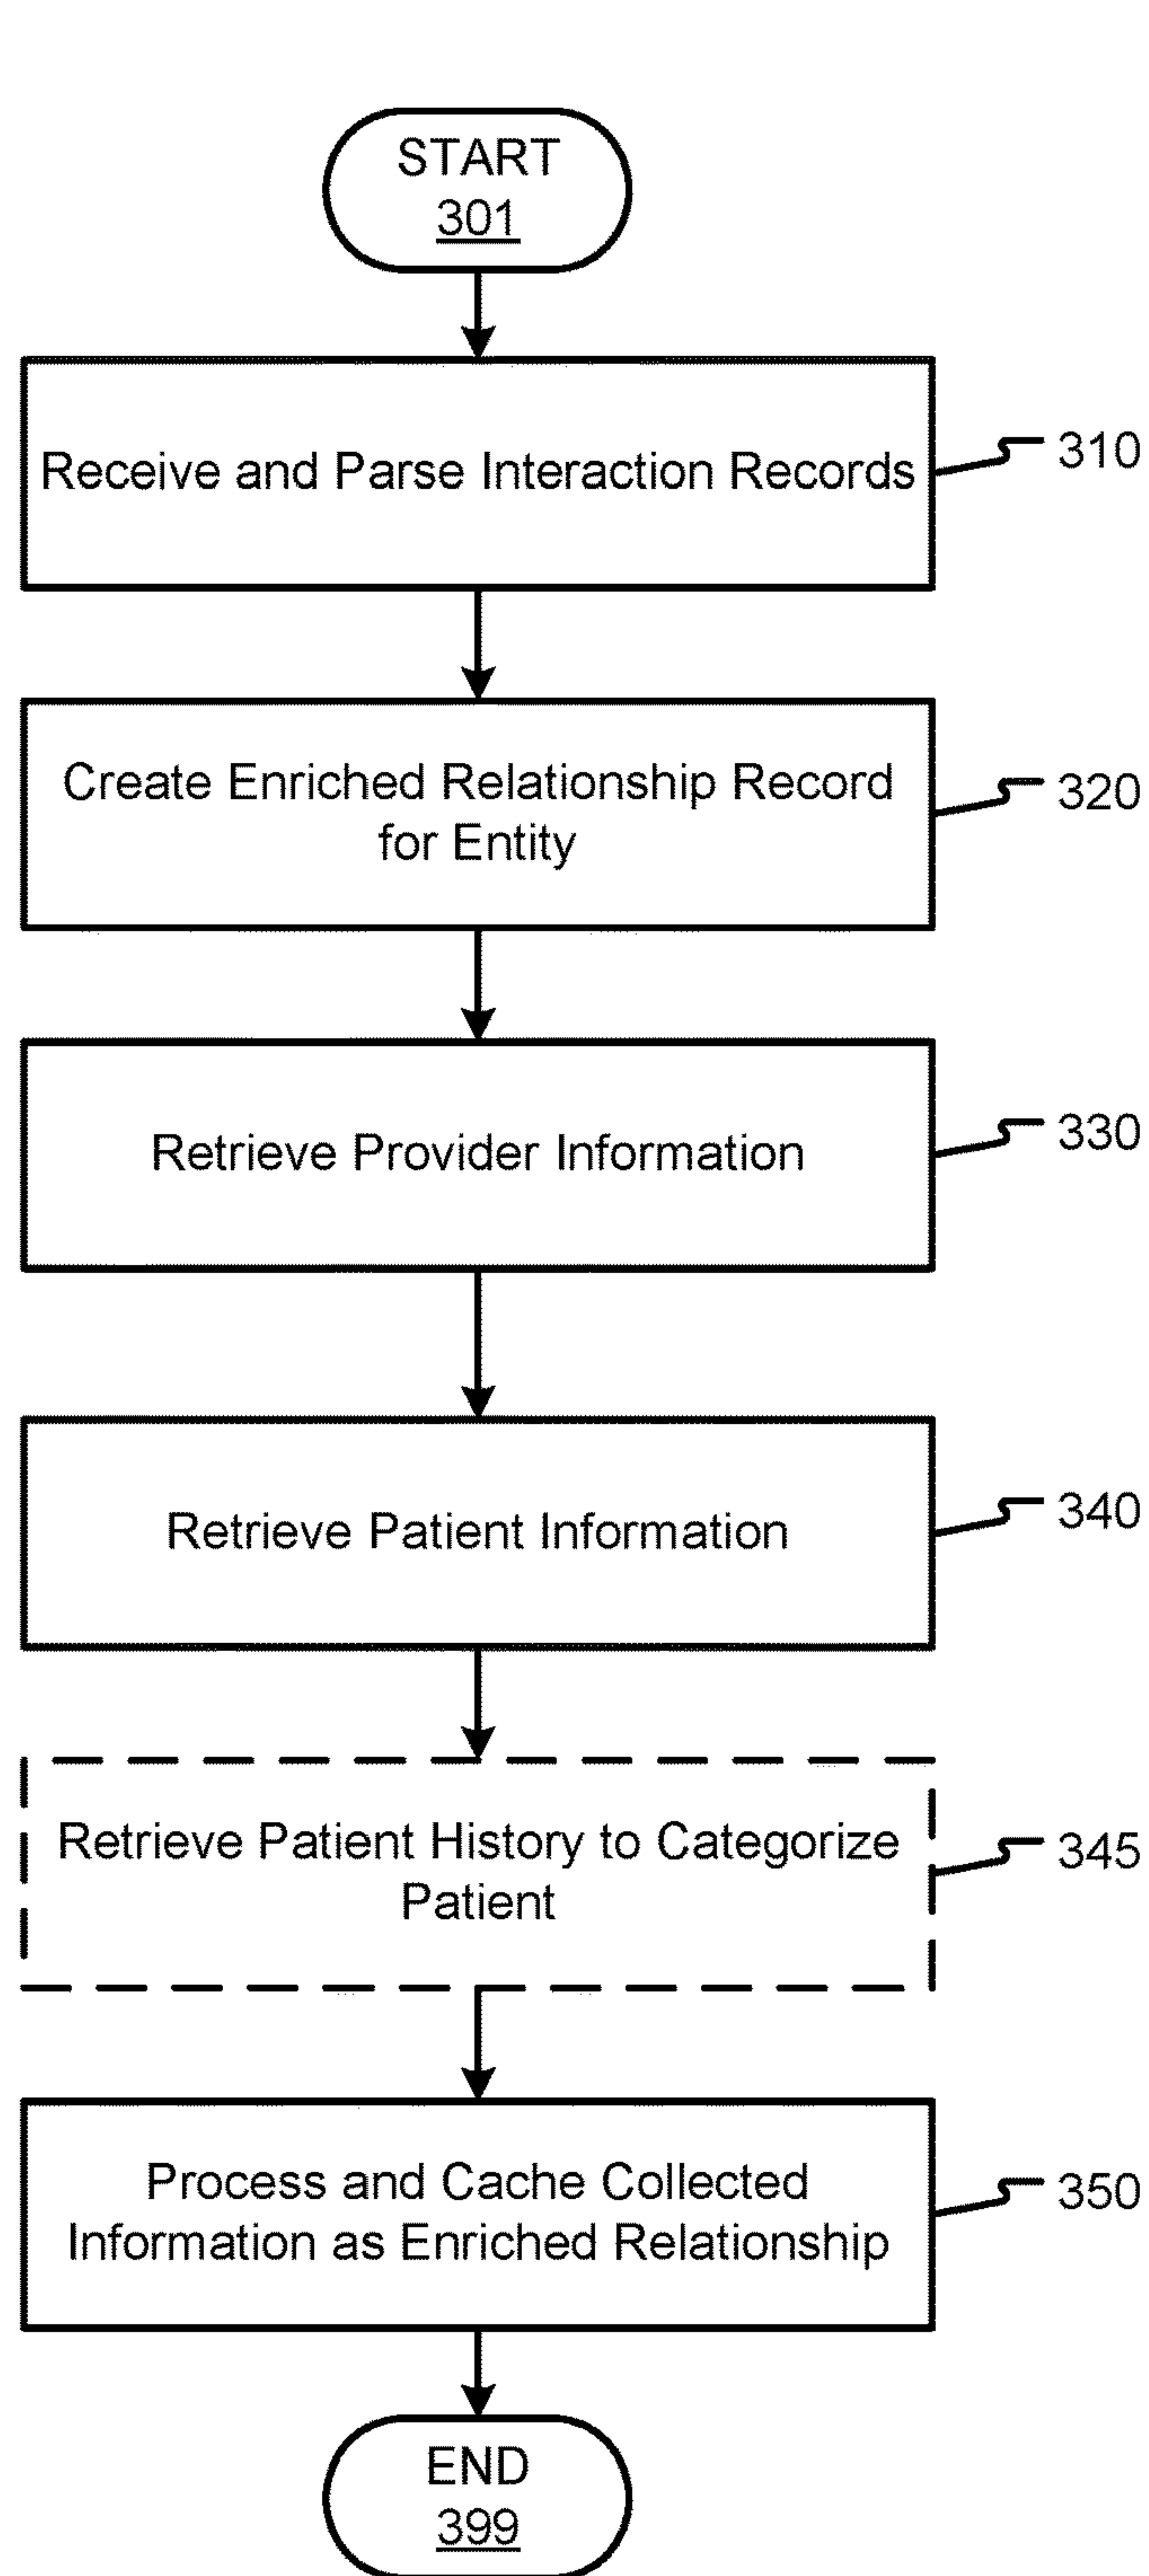 START
301
Receive and Parse Interaction Records
310
Create Enriched Relationship Record
for Entity
320
Retrieve Provider Information
330
Retrieve Patient Information
340
Retrieve Patient History to Categorize
Patient
345
Process and Cache Collected
Information as Enriched Relationship
350
END
399